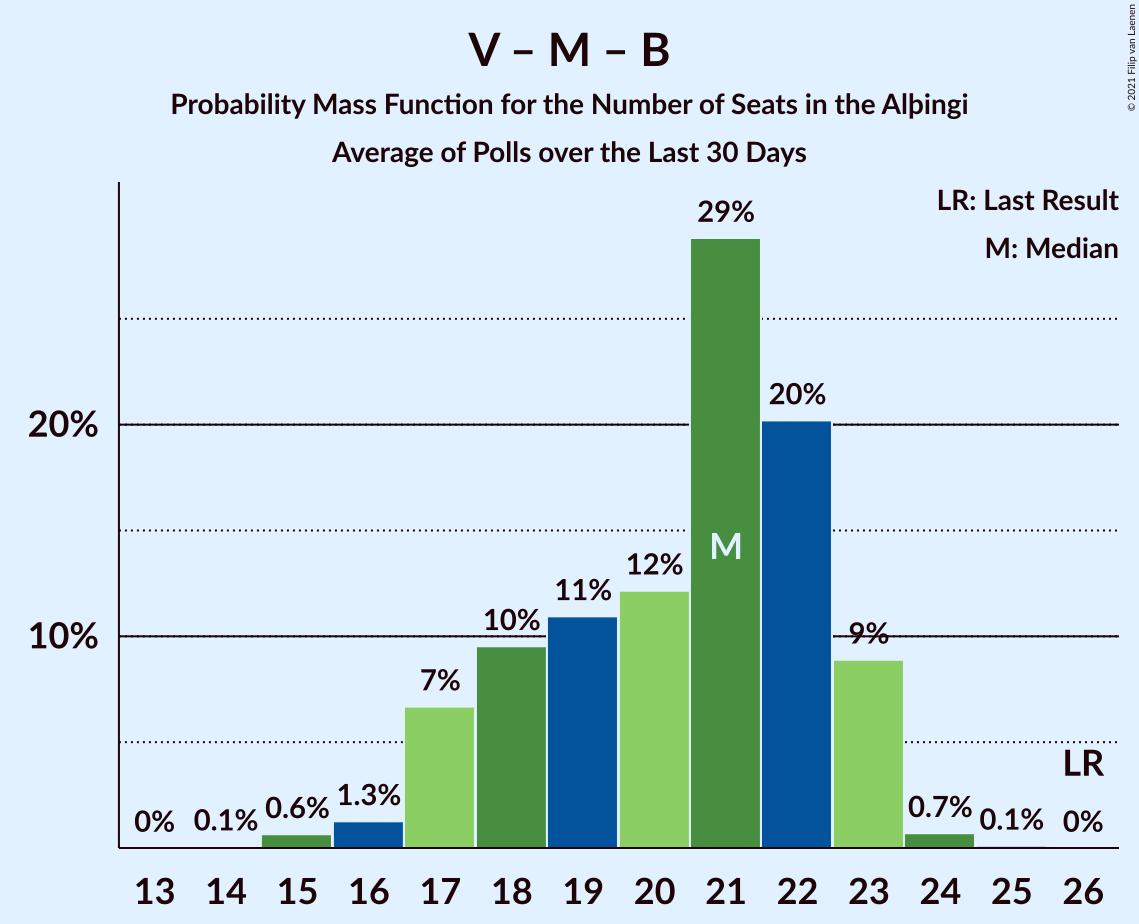 V – M – B
Probability Mass Function for the Number of Seats in the Alþingi
Average of Polls over the Last 30 Days
© 2021 Filip van Laenen
LR: Last Result
M: Median
20%
10%
0%
0.1%
0.6%
1.3%
7%
10%
11%
12%
29%
M
20%
9%
0.7%
0.1%
LR
0%
13 14 15 16 17 18 19 20 21 22 23 24 25 26